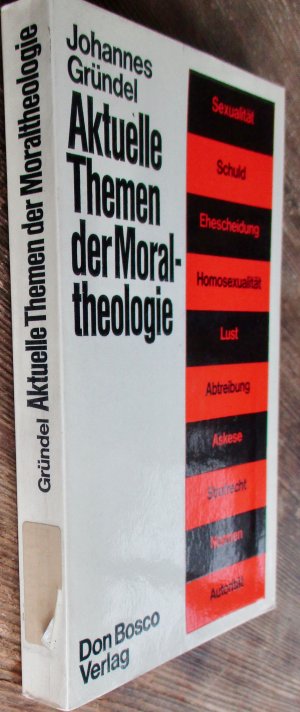 Johannes
Gründel
Aktuelle
Themen
der Moral-
theologie
Sexualität
Schuld
Ehescheidung
Homosexualität
Lust
Abtreibung
Askese
Strafrecht
Normen
Autorität
Don Bosco
Verlag
Gründel Aktuelle Themen der Moraltheologie